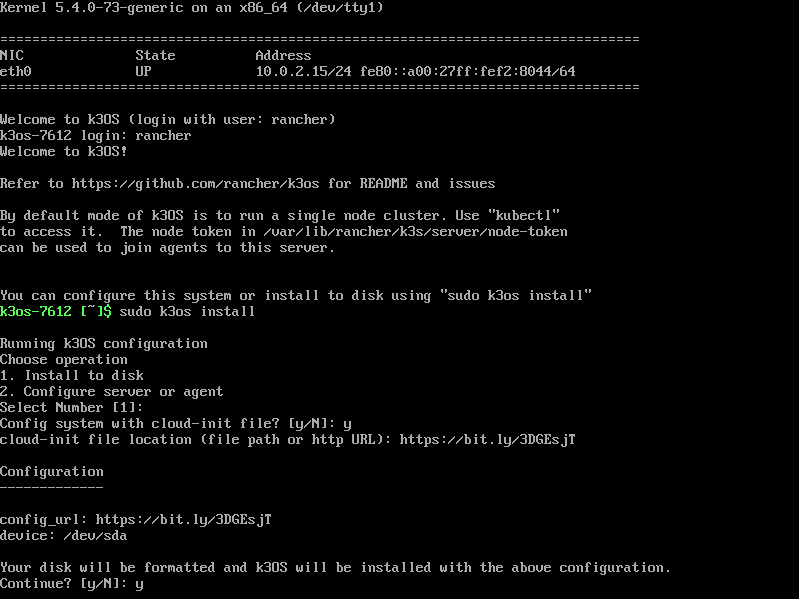 Kernel 5.4.0-73-generic on an x86_64 (/dev/tty1)
================================================================================
NIC State Address
eth0 UP 10.0.2.15/24 fe80::a00:27ff:fef2:8044/64
================================================================================
Welcome to k3OS (login with user: rancher)
k3os-7612 login: rancher
Welcome to k3OS!
Refer to https://github.com/rancher/k3os for README and issues
By default mode of k3OS is to run a single node cluster. Use "kubectl"
to access it.  The node token in /var/lib/rancher/k3s/server/node-token
can be used to join agents to this server.
You can configure this system or install to disk using "sudo k3os install"
k3os-7612 [~]$ sudo k3os install
Running k3OS configuration
Choose operation
1. Install to disk
2. Configure server or agent
Select Number [1]:
Config system with cloud-init file? [y/N]: y
cloud-init file location (file path or http URL): https://bit.ly/3DGEsjT
Configuration
-------------
config_url: https://bit.ly/3DGEsjT
device: /dev/sda
Your disk will be formatted and k3OS will be installed with the above configuration.
Continue? [y/N]: y